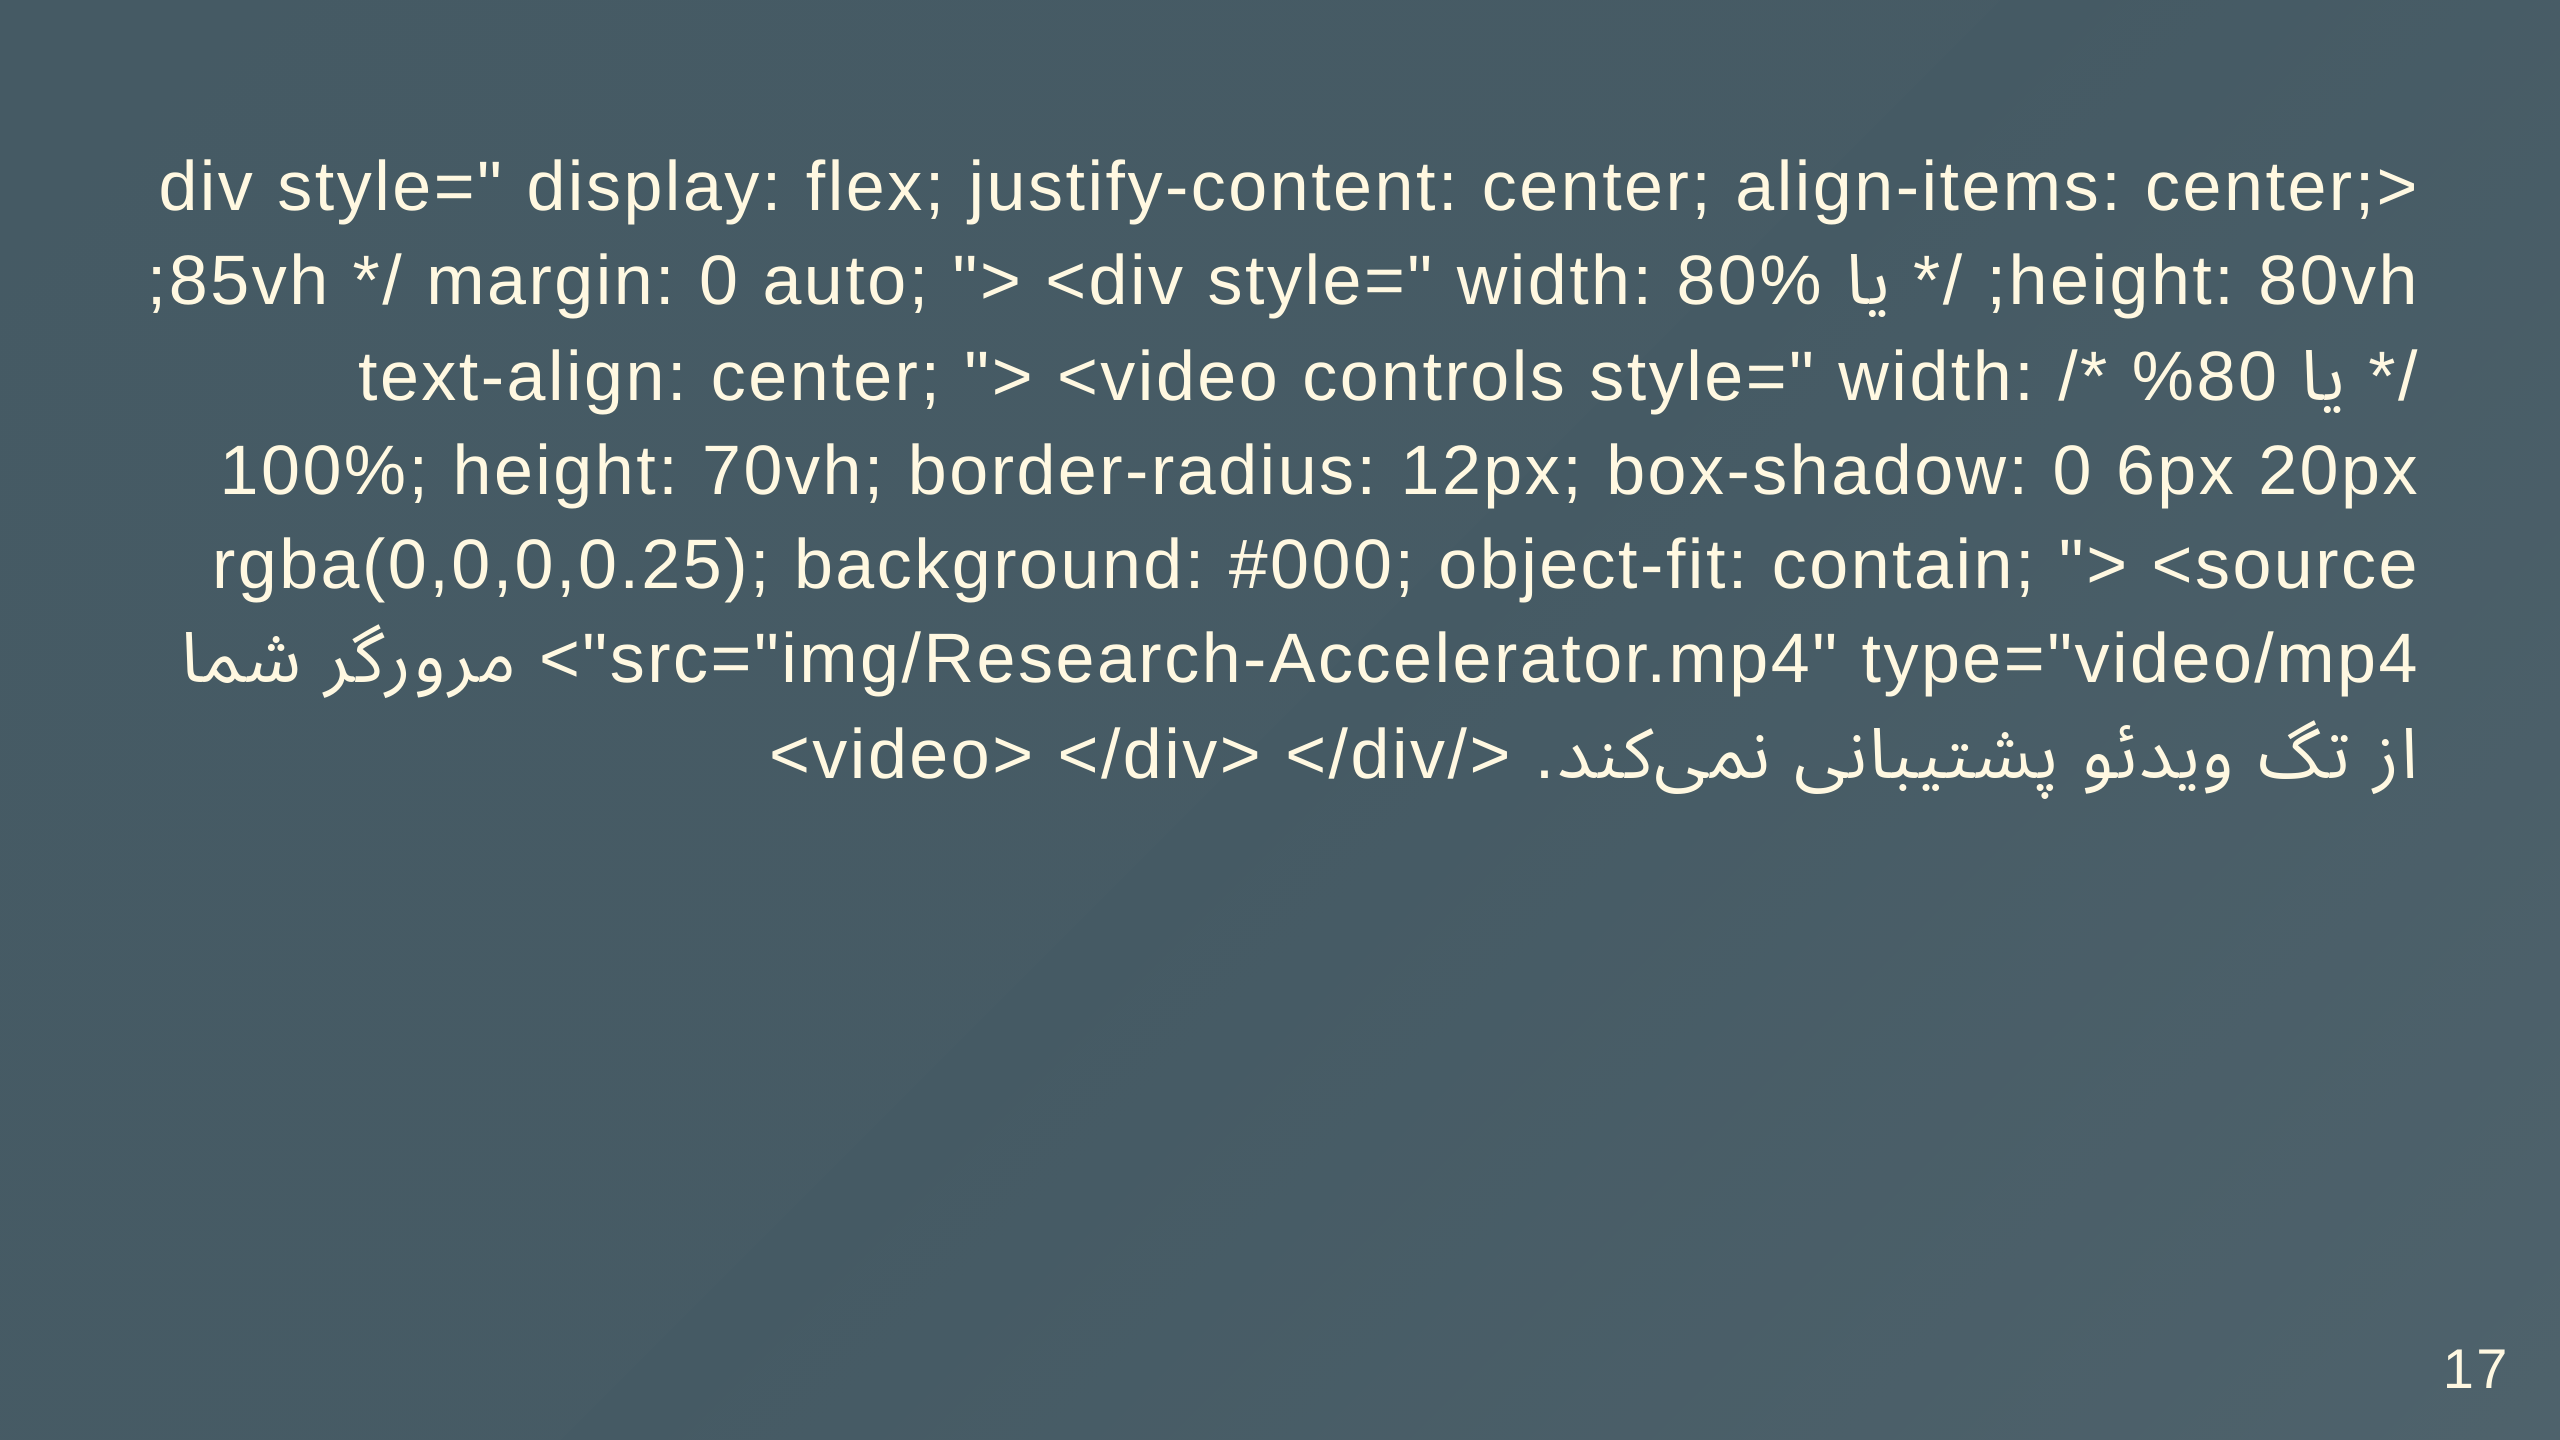 <div style=" display: flex; justify-content: center; align-items: center;
height: 80vh; /* یا 85vh */ margin: 0 auto; "> <div style=" width: 80%;
/* یا 80% */ text-align: center; "> <video controls style=" width:
100%; height: 70vh; border-radius: 12px; box-shadow: 0 6px 20px
rgba(0,0,0,0.25); background: #000; object-fit: contain; "> <source
src="img/Research-Accelerator.mp4" type="video/mp4"> مرورگر شما
از تگ ویدئو پشتیبانی نمی‌کند. </video> </div> </div>
17